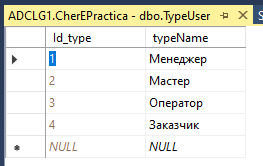 ADCLG1.CherEPractica - dbo.TypeUser
Id_type typeName
1 Менеджер
2 Мастер
3 Оператор
4 Заказчик
NULL NULL